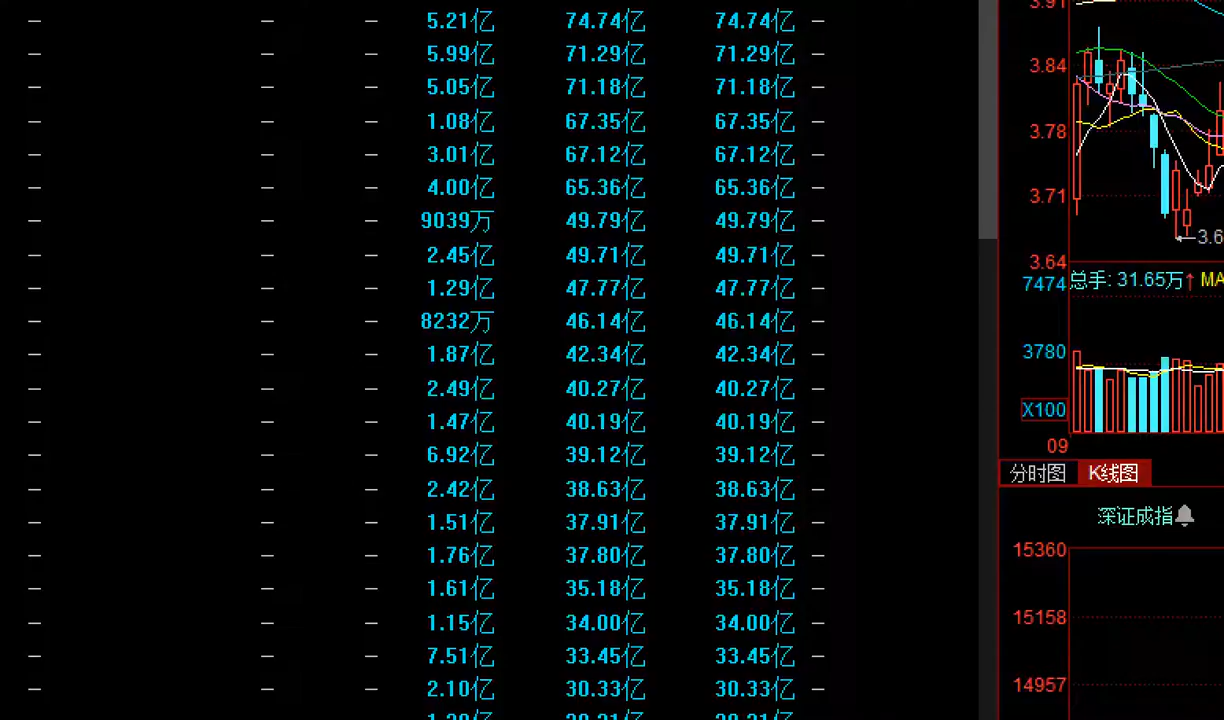 — — — 5.21亿 74.74亿 74.74亿 —
— — — 5.99亿 71.29亿 71.29亿 —
— — — 5.05亿 71.18亿 71.18亿 —
— — — 1.08亿 67.35亿 67.35亿 —
— — — 3.01亿 67.12亿 67.12亿 —
— — — 4.00亿 65.36亿 65.36亿 —
— — — 9039万 49.79亿 49.79亿 —
— — — 2.45亿 49.71亿 49.71亿 —
— — — 1.29亿 47.77亿 47.77亿 —
— — — 8232万 46.14亿 46.14亿 —
— — — 1.87亿 42.34亿 42.34亿 —
— — — 2.49亿 40.27亿 40.27亿 —
— — — 1.47亿 40.19亿 40.19亿 —
— — — 6.92亿 39.12亿 39.12亿 —
— — — 2.42亿 38.63亿 38.63亿 —
— — — 1.51亿 37.91亿 37.91亿 —
— — — 1.76亿 37.80亿 37.80亿 —
— — — 1.61亿 35.18亿 35.18亿 —
— — — 1.15亿 34.00亿 34.00亿 —
— — — 7.51亿 33.45亿 33.45亿 —
— — — 2.10亿 30.33亿 30.33亿 —
3.91
3.84
3.78
3.71
←3.6
3.64
7474 总手: 31.65万↑ MA
3780
X100
09
分时图 K线图
深证成指
15360
15158
14957